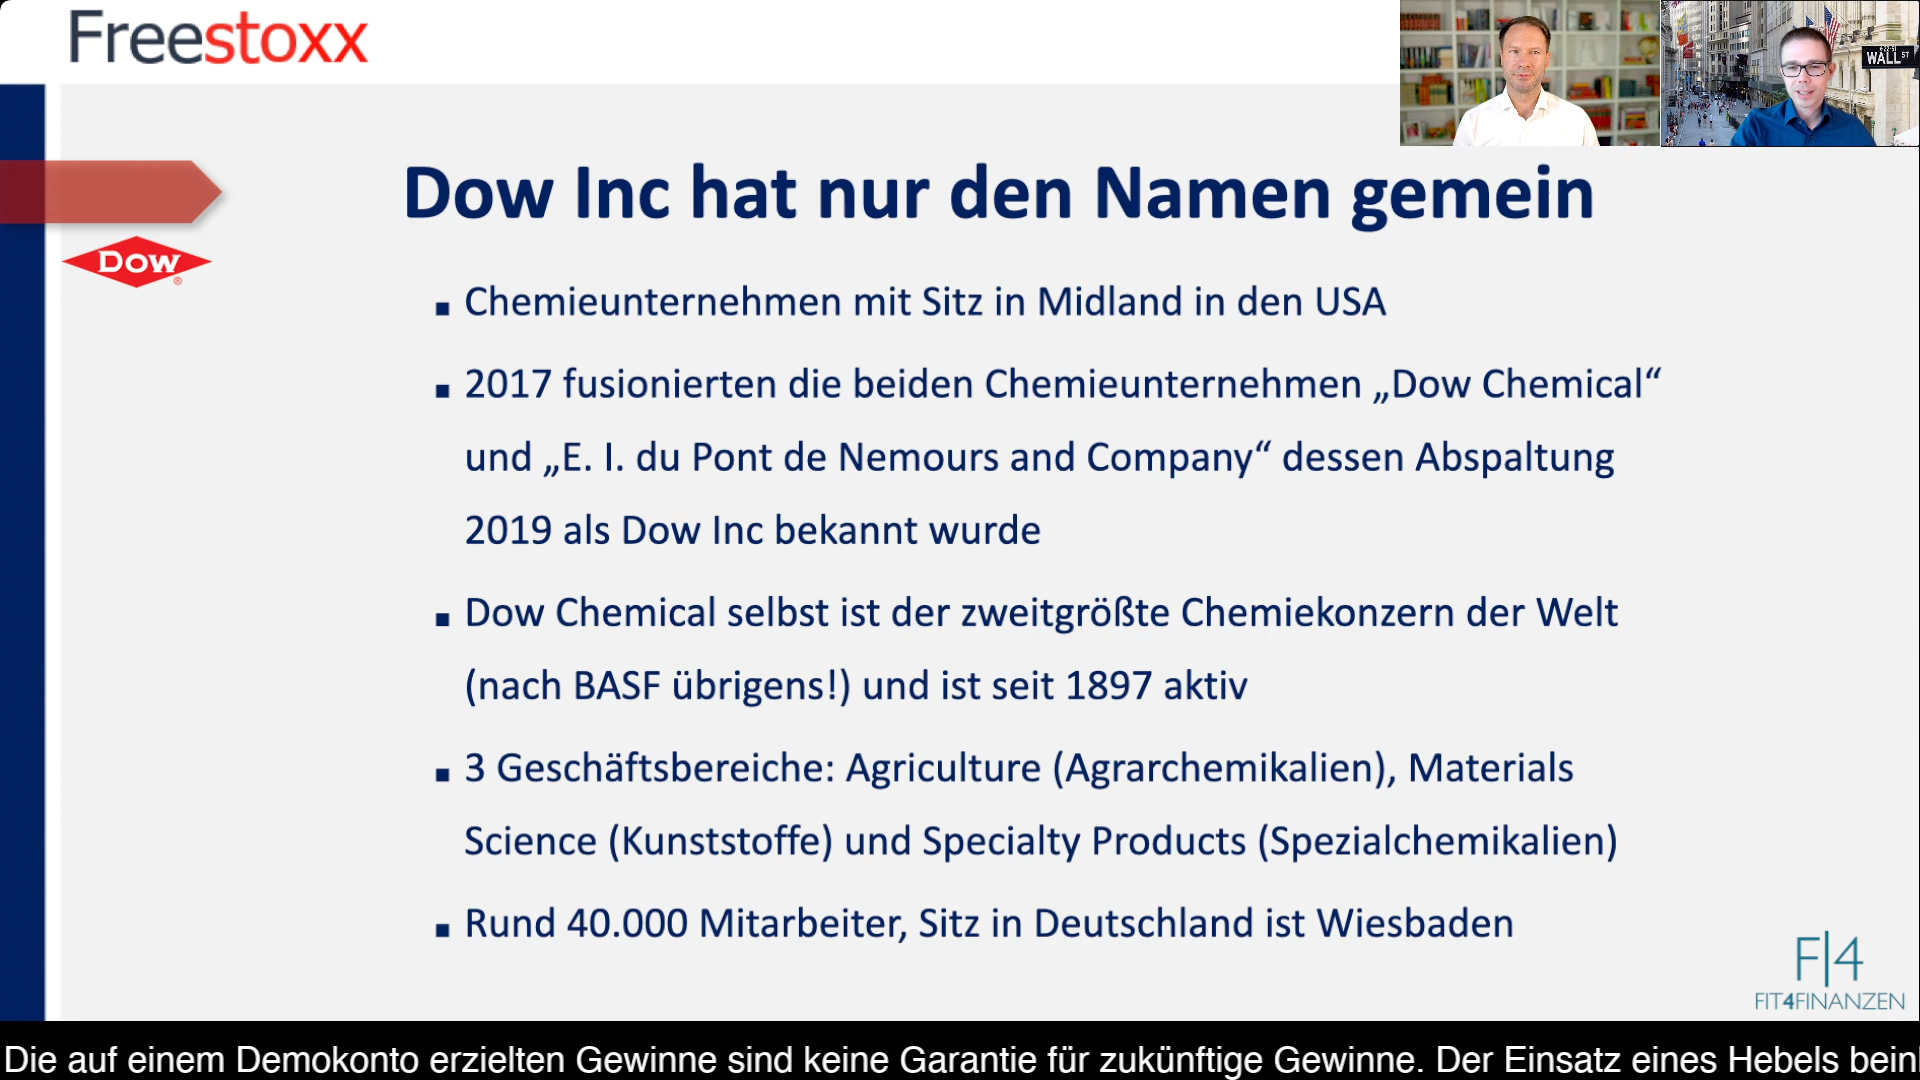 Freestoxx
WALL ST
Dow Inc hat nur den Namen gemein
DOW
®
▪ Chemieunternehmen mit Sitz in Midland in den USA
▪ 2017 fusionierten die beiden Chemieunternehmen „Dow Chemical“
und „E. I. du Pont de Nemours and Company“ dessen Abspaltung
2019 als Dow Inc bekannt wurde
▪ Dow Chemical selbst ist der zweitgrößte Chemiekonzern der Welt
(nach BASF übrigens!) und ist seit 1897 aktiv
▪ 3 Geschäftsbereiche: Agriculture (Agrarchemikalien), Materials
Science (Kunststoffe) und Specialty Products (Spezialchemikalien)
▪ Rund 40.000 Mitarbeiter, Sitz in Deutschland ist Wiesbaden
F|4
FIT4FINANZEN
Die auf einem Demokonto erzielten Gewinne sind keine Garantie für zukünftige Gewinne. Der Einsatz eines Hebels bein